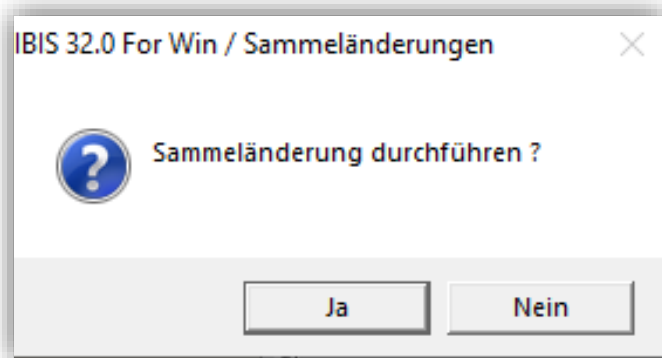 IBIS 32.0 For Win / Sammeländerungen
Sammeländerung durchführen ?
Ja
Nein